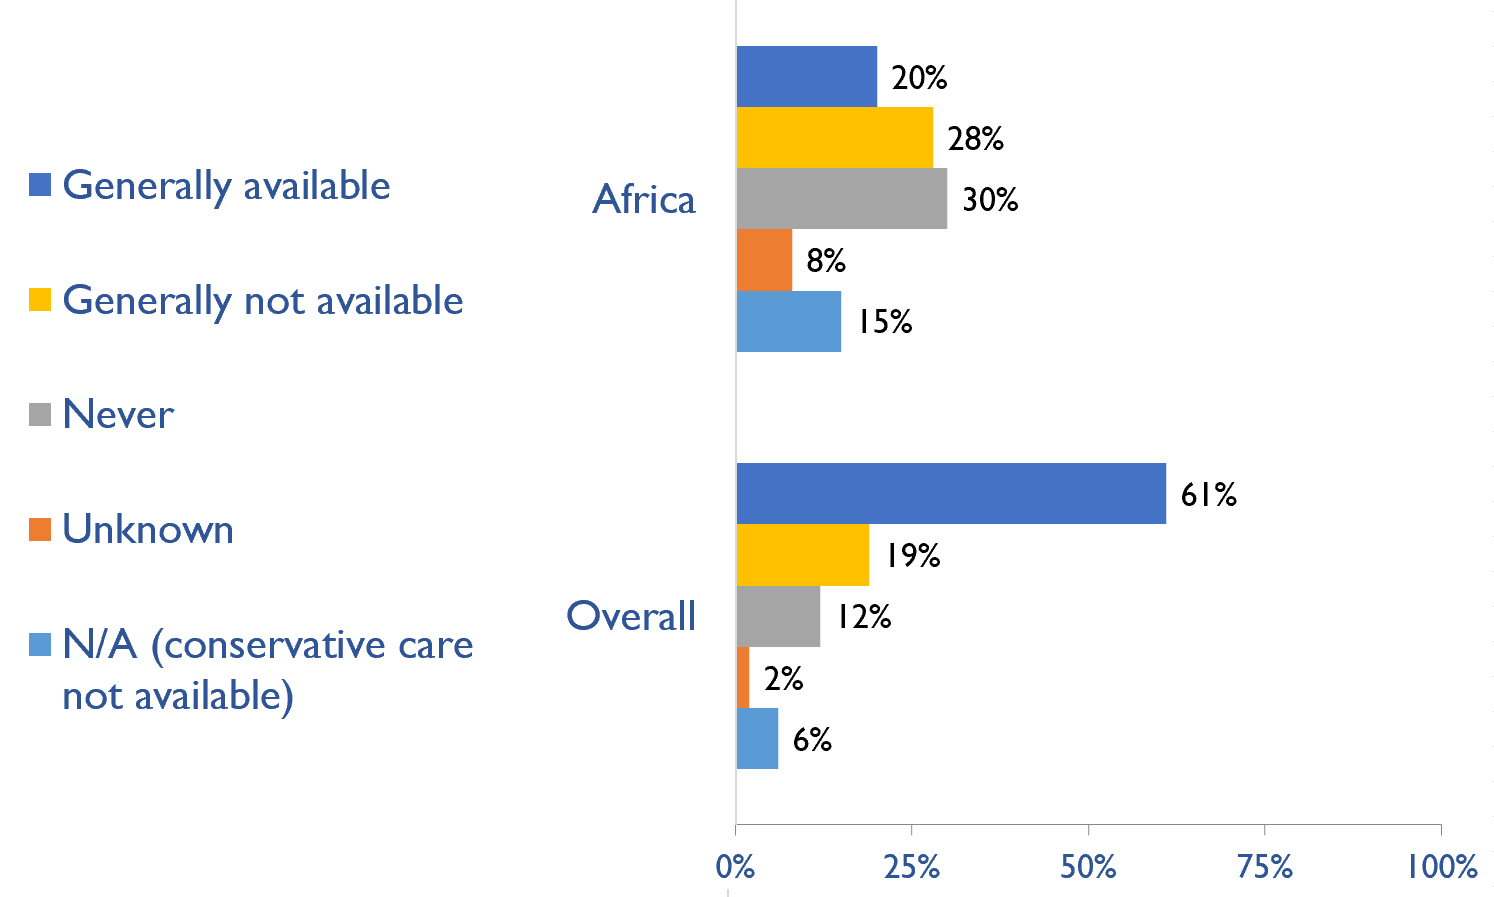 Generally available
Generally not available
Never
Unknown
N/A (conservative care
not available)
Africa
20%
28%
30%
8%
15%
Overall
61%
19%
12%
2%
6%
0% 25% 50% 75% 100%